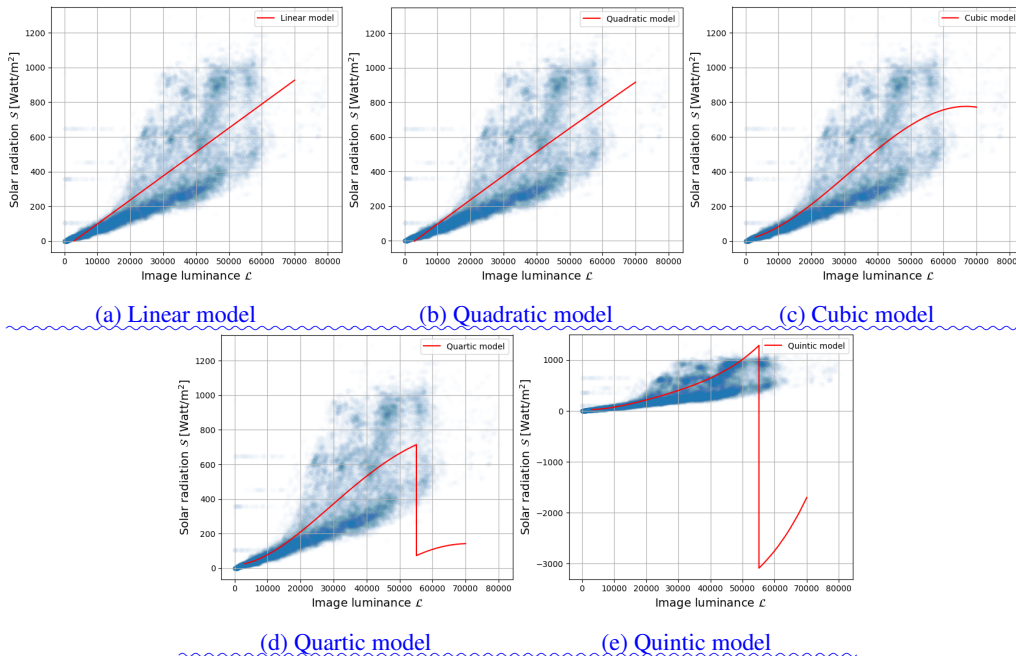 Linear model
Solar radiation 𝒮 [Watt/m²]
1200
1000
800
600
400
200
0
0 10000 20000 30000 40000 50000 60000 70000 80000
Image luminance ℒ
(a) Linear model
Quadratic model
Solar radiation 𝒮 [Watt/m²]
1200
1000
800
600
400
200
0
0 10000 20000 30000 40000 50000 60000 70000 80000
Image luminance ℒ
(b) Quadratic model
Cubic model
Solar radiation 𝒮 [Watt/m²]
1200
1000
800
600
400
200
0
0 10000 20000 30000 40000 50000 60000 70000 80000
Image luminance ℒ
(c) Cubic model
Quartic model
Solar radiation 𝒮 [Watt/m²]
1200
1000
800
600
400
200
0
0 10000 20000 30000 40000 50000 60000 70000 80000
Image luminance ℒ
(d) Quartic model
Quintic model
Solar radiation 𝒮 [Watt/m²]
1000
0
−1000
−2000
−3000
0 10000 20000 30000 40000 50000 60000 70000 80000
Image luminance ℒ
(e) Quintic model